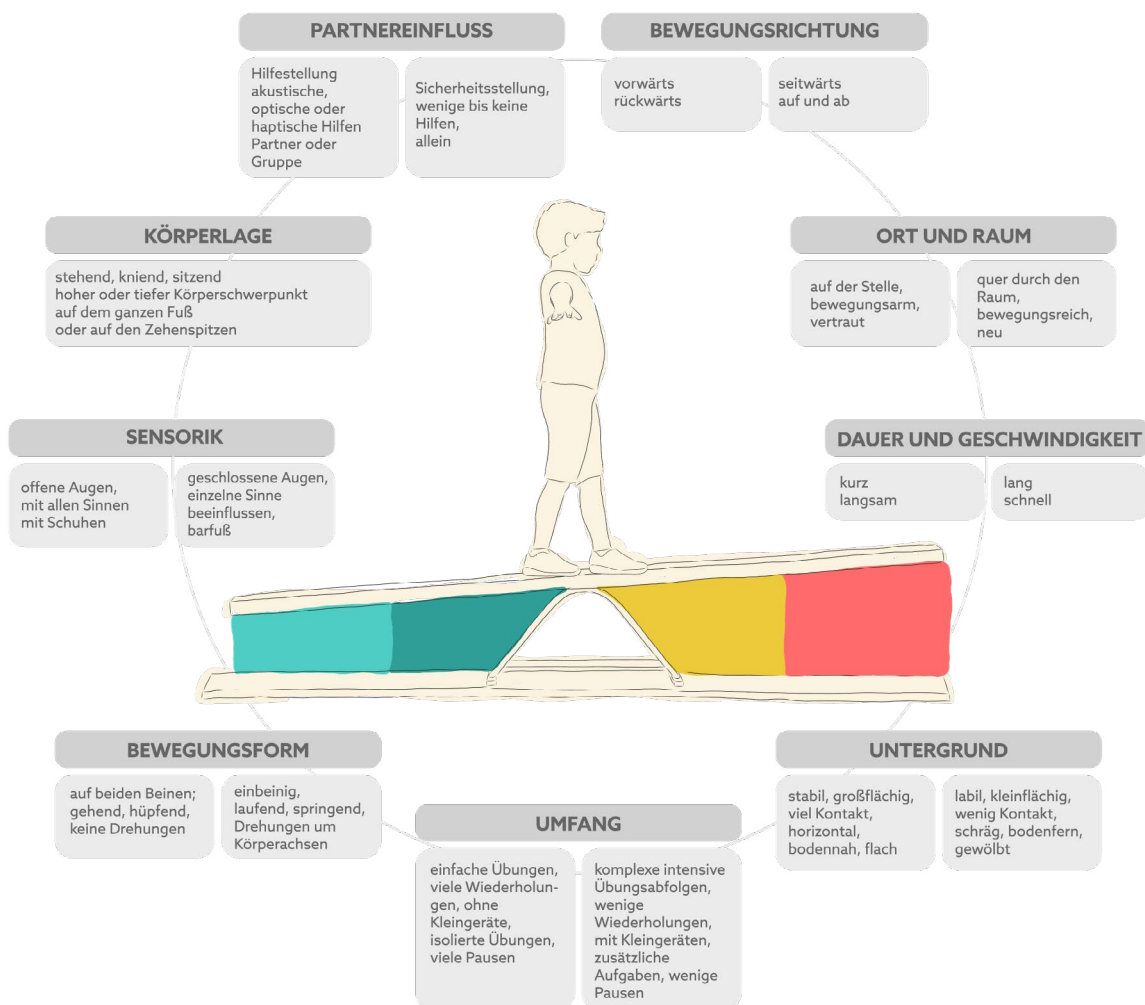 PARTNEREINFLUSS
Hilfestellung
akustische,
optische oder
haptische Hilfen
Partner oder
Gruppe
Sicherheitsstellung,
wenige bis keine
Hilfen,
allein
BEWEGUNGSRICHTUNG
vorwärts
rückwärts
seitwärts
auf und ab
KÖRPERLAGE
stehend, kniend, sitzend
hoher oder tiefer Körperschwerpunkt
auf dem ganzen Fuß
oder auf den Zehenspitzen
ORT UND RAUM
auf der Stelle,
bewegungsarm,
vertraut
quer durch den
Raum,
bewegungsreich,
neu
SENSORIK
offene Augen,
mit allen Sinnen
mit Schuhen
geschlossene Augen,
einzelne Sinne
beeinflussen,
barfuß
DAUER UND GESCHWINDIGKEIT
kurz
langsam
lang
schnell
BEWEGUNGSFORM
auf beiden Beinen;
gehend, hüpfend,
keine Drehungen
einbeinig,
laufend, springend,
Drehungen um
Körperachsen
UMFANG
einfache Übungen,
viele Wiederholun-
gen, ohne
Kleingeräte,
isolierte Übungen,
viele Pausen
komplexe intensive
Übungsabfolgen,
wenige
Wiederholungen,
mit Kleingeräten,
zusätzliche
Aufgaben, wenige
Pausen
UNTERGRUND
stabil, großflächig,
viel Kontakt,
horizontal,
bodennah, flach
labil, kleinflächig,
wenig Kontakt,
schräg, bodenfern,
gewölbt